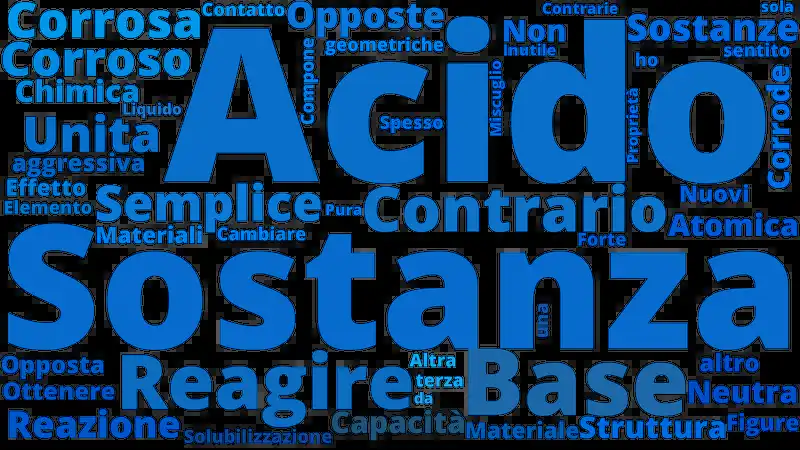 Corrosa
Contatto
Opposte
Contrarie
sola
Non
Sostanze
Corroso
geometriche
Inutile
sentito
ho
Acido
Chimica
Compone
Miscuglio
Proprietà
Corrode
Liquido
Spesso
Unita
aggressiva
Effetto
Elemento
Semplice
Pura
Contrario
Nuovi
Atomica
Materiali
Cambiare
Forte
Sostanza
una
Opposta
Reagire
Altra
terza
da
Base
altro
Ottenere
Neutra
Reazione
Solubilizzazione
Capacità
Materiale
Struttura
Figure